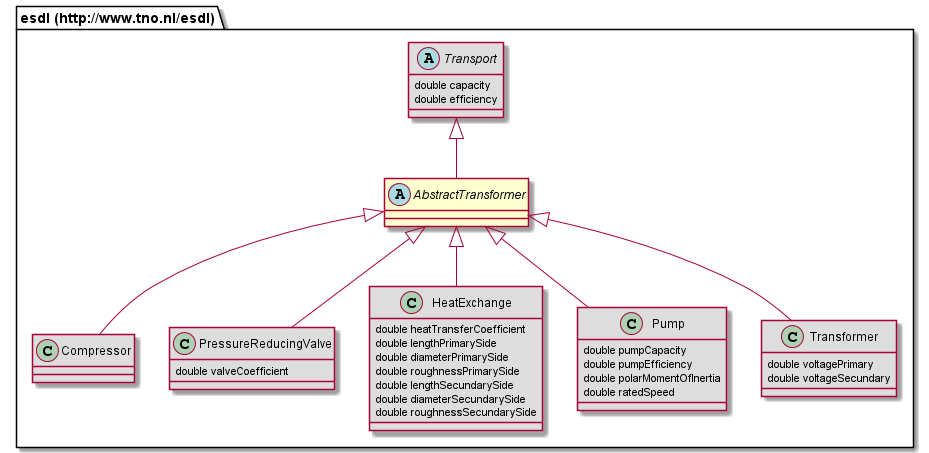 esdl (http://www.tno.nl/esdl)
A Transport
double capacity
double efficiency
A AbstractTransformer
C Compressor
C PressureReducingValve
double valveCoefficient
C HeatExchange
double heatTransferCoefficient
double lengthPrimarySide
double diameterPrimarySide
double roughnessPrimarySide
double lengthSecundarySide
double diameterSecundarySide
double roughnessSecundarySide
C Pump
double pumpCapacity
double pumpEfficiency
double polarMomentOfInertia
double ratedSpeed
C Transformer
double voltagePrimary
double voltageSecundary